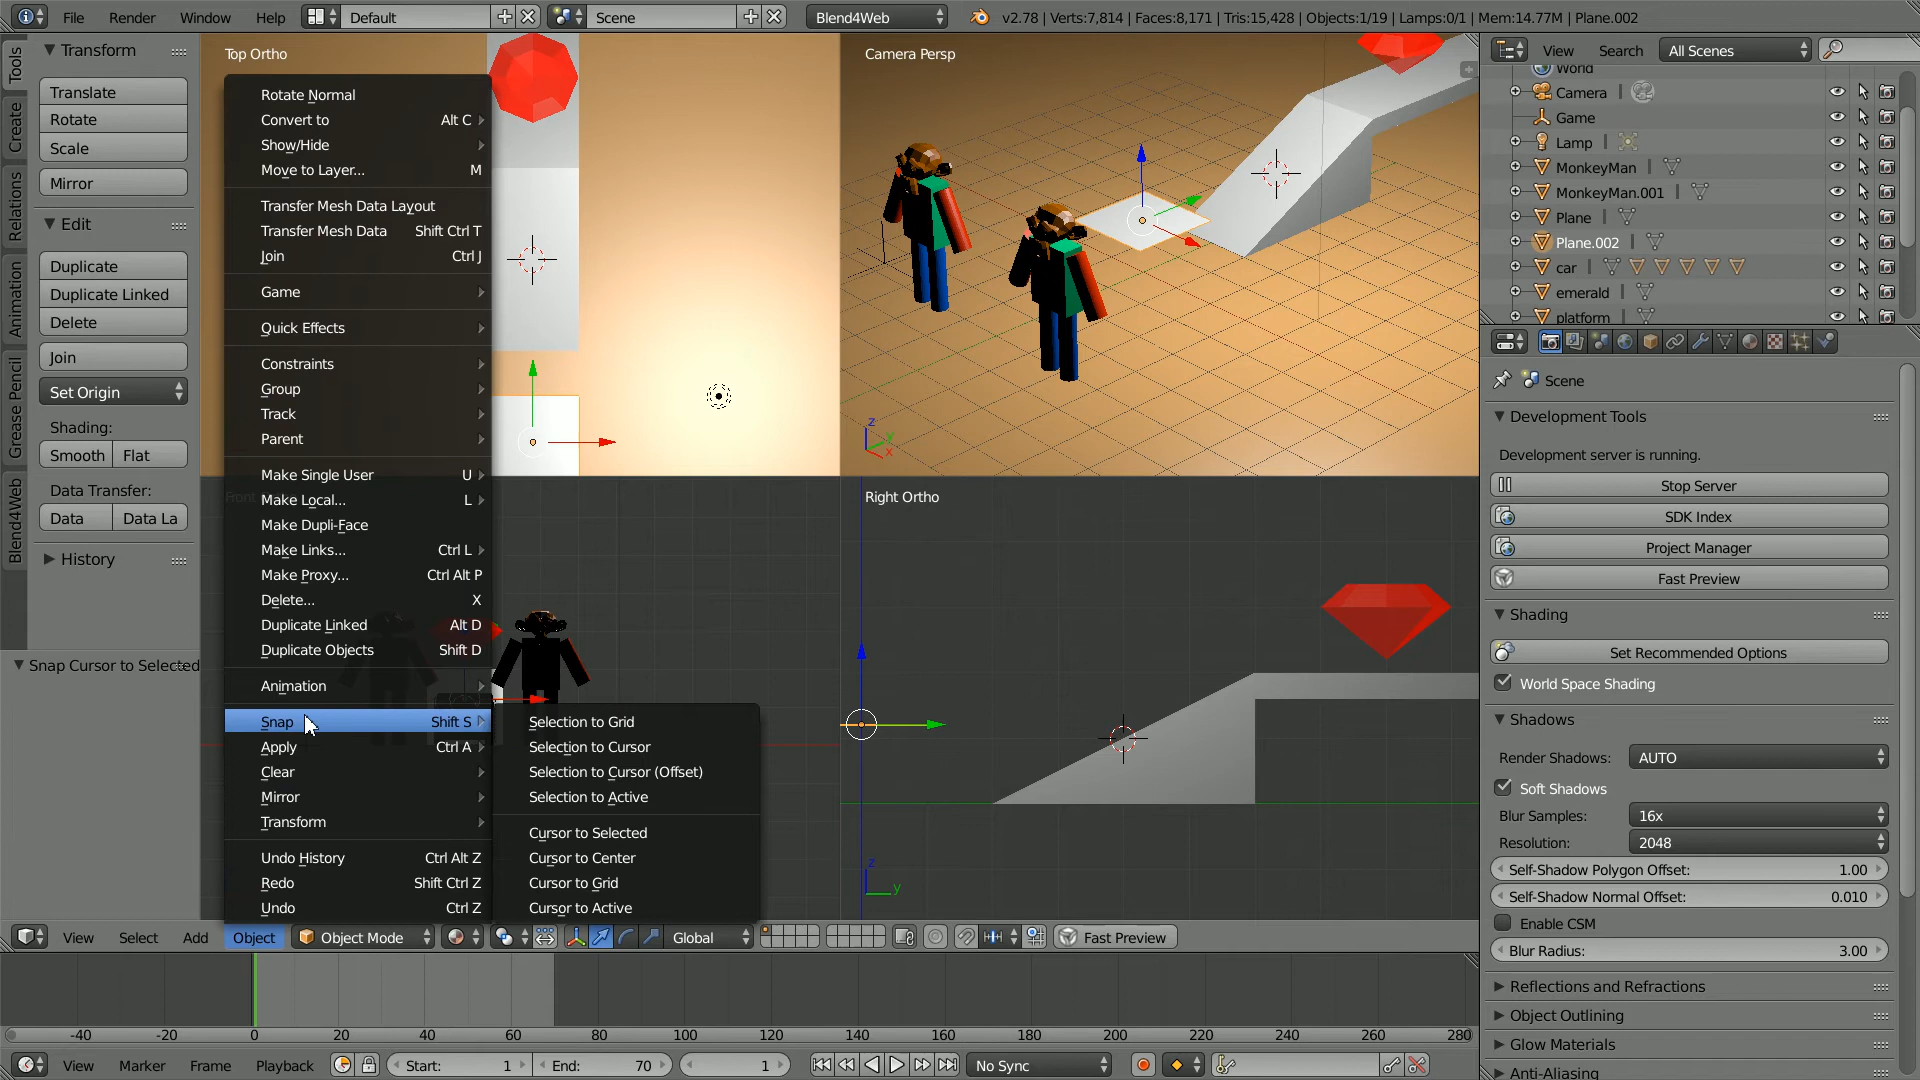 File Render Window Help Default Scene Blend4Web v2.78 | Verts:7,814 | Faces:8,171 | Tris:15,428 | Objects:1/19 | Lamps:0/1 | Mem:14.77M | Plane.002
Tools
Create
Relations
Animation
Grease Pencil
Blend4Web
Transform
Translate
Rotate
Scale
Mirror
Edit
Duplicate
Duplicate Linked
Delete
Join
Set Origin
Shading:
Smooth Flat
Data Transfer:
Data Data La
History
Snap Cursor to Selected
Top Ortho
Rotate Normal
Convert to Alt C
Show/Hide
Move to Layer... M
Transfer Mesh Data Layout
Transfer Mesh Data Shift Ctrl T
Join Ctrl J
Game
Quick Effects
Constraints
Group
Track
Parent
Make Single User U
Make Local... L
Make Dupli-Face
Make Links... Ctrl L
Make Proxy... Ctrl Alt P
Delete... X
Duplicate Linked Alt D
Duplicate Objects Shift D
Animation
Snap Shift S
Apply Ctrl A
Clear
Mirror
Transform
Undo History Ctrl Alt Z
Redo Shift Ctrl Z
Undo Ctrl Z
Selection to Grid
Selection to Cursor
Selection to Cursor (Offset)
Selection to Active
Cursor to Selected
Cursor to Center
Cursor to Grid
Cursor to Active
Camera Persp
z
y
x
Right Ortho
z
y
View Select Add Object Object Mode Global Fast Preview
-40 -20 0 20 40 60 80 100 120 140 160 180 200 220 240 260 280
View Marker Frame Playback Start: 1 End: 70 1 No Sync
View Search All Scenes
World
Camera
Game
Lamp
MonkeyMan
MonkeyMan.001
Plane
Plane.002
car
emerald
platform
Scene
Development Tools
Development server is running.
Stop Server
SDK Index
Project Manager
Fast Preview
Shading
Set Recommended Options
World Space Shading
Shadows
Render Shadows: AUTO
Soft Shadows
Blur Samples: 16x
Resolution: 2048
Self-Shadow Polygon Offset: 1.00
Self-Shadow Normal Offset: 0.010
Enable CSM
Blur Radius: 3.00
Reflections and Refractions
Object Outlining
Glow Materials
Anti-Aliasing